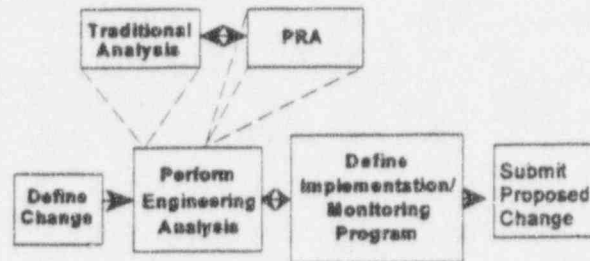 Traditional
Analysis
PRA
Define
Change
Perform
Engineering
Analysis
Define
Implementation/
Monitoring
Program
Submit
Proposed
Change